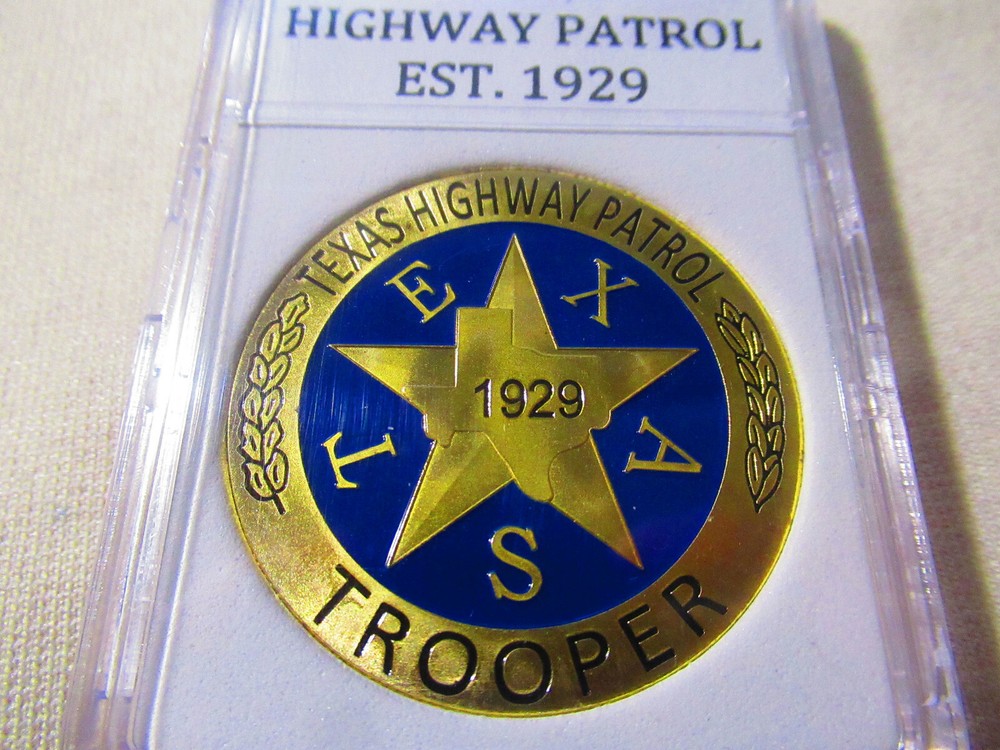 HIGHWAY PATROL
EST. 1929
TEXAS HIGHWAY PATROL
TEXAS
1929
TROOPER